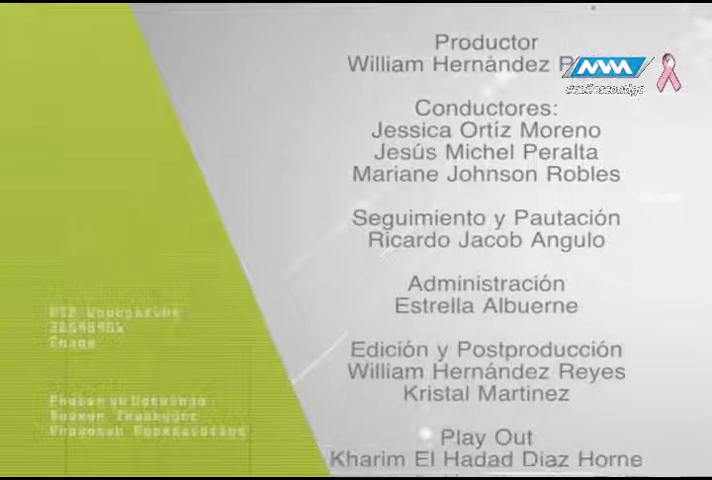 Productor
William Hernández
MVM
Conductores:
Jessica Ortíz Moreno
Jesús Michel Peralta
Mariane Johnson Robles
Seguimiento y Pautación
Ricardo Jacob Angulo
Administración
Estrella Albuerne
Edición y Postproducción
William Hernández Reyes
Kristal Martinez
Play Out
Kharim El Hadad Diaz Horne